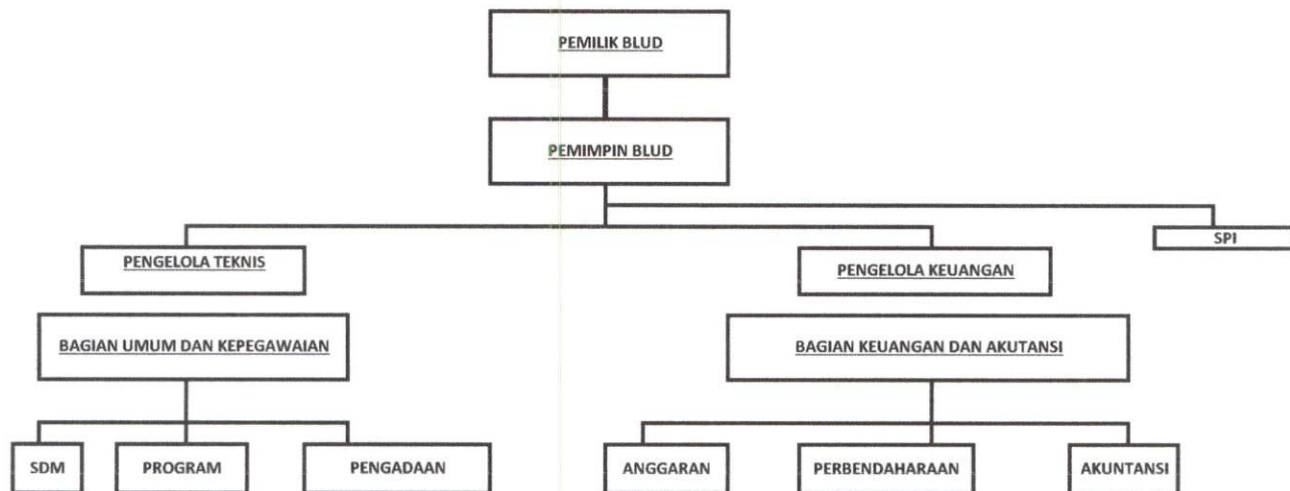 PEMILIK BLUD
PEMIMPIN BLUD
SPI
PENGELOLA TEKNIS
PENGELOLA KEUANGAN
BAGIAN UMUM DAN KEPEGAWAIAN
BAGIAN KEUANGAN DAN AKUTANSI
SDM
PROGRAM
PENGADAAN
ANGGARAN
PERBENDAHARAAN
AKUNTANSI